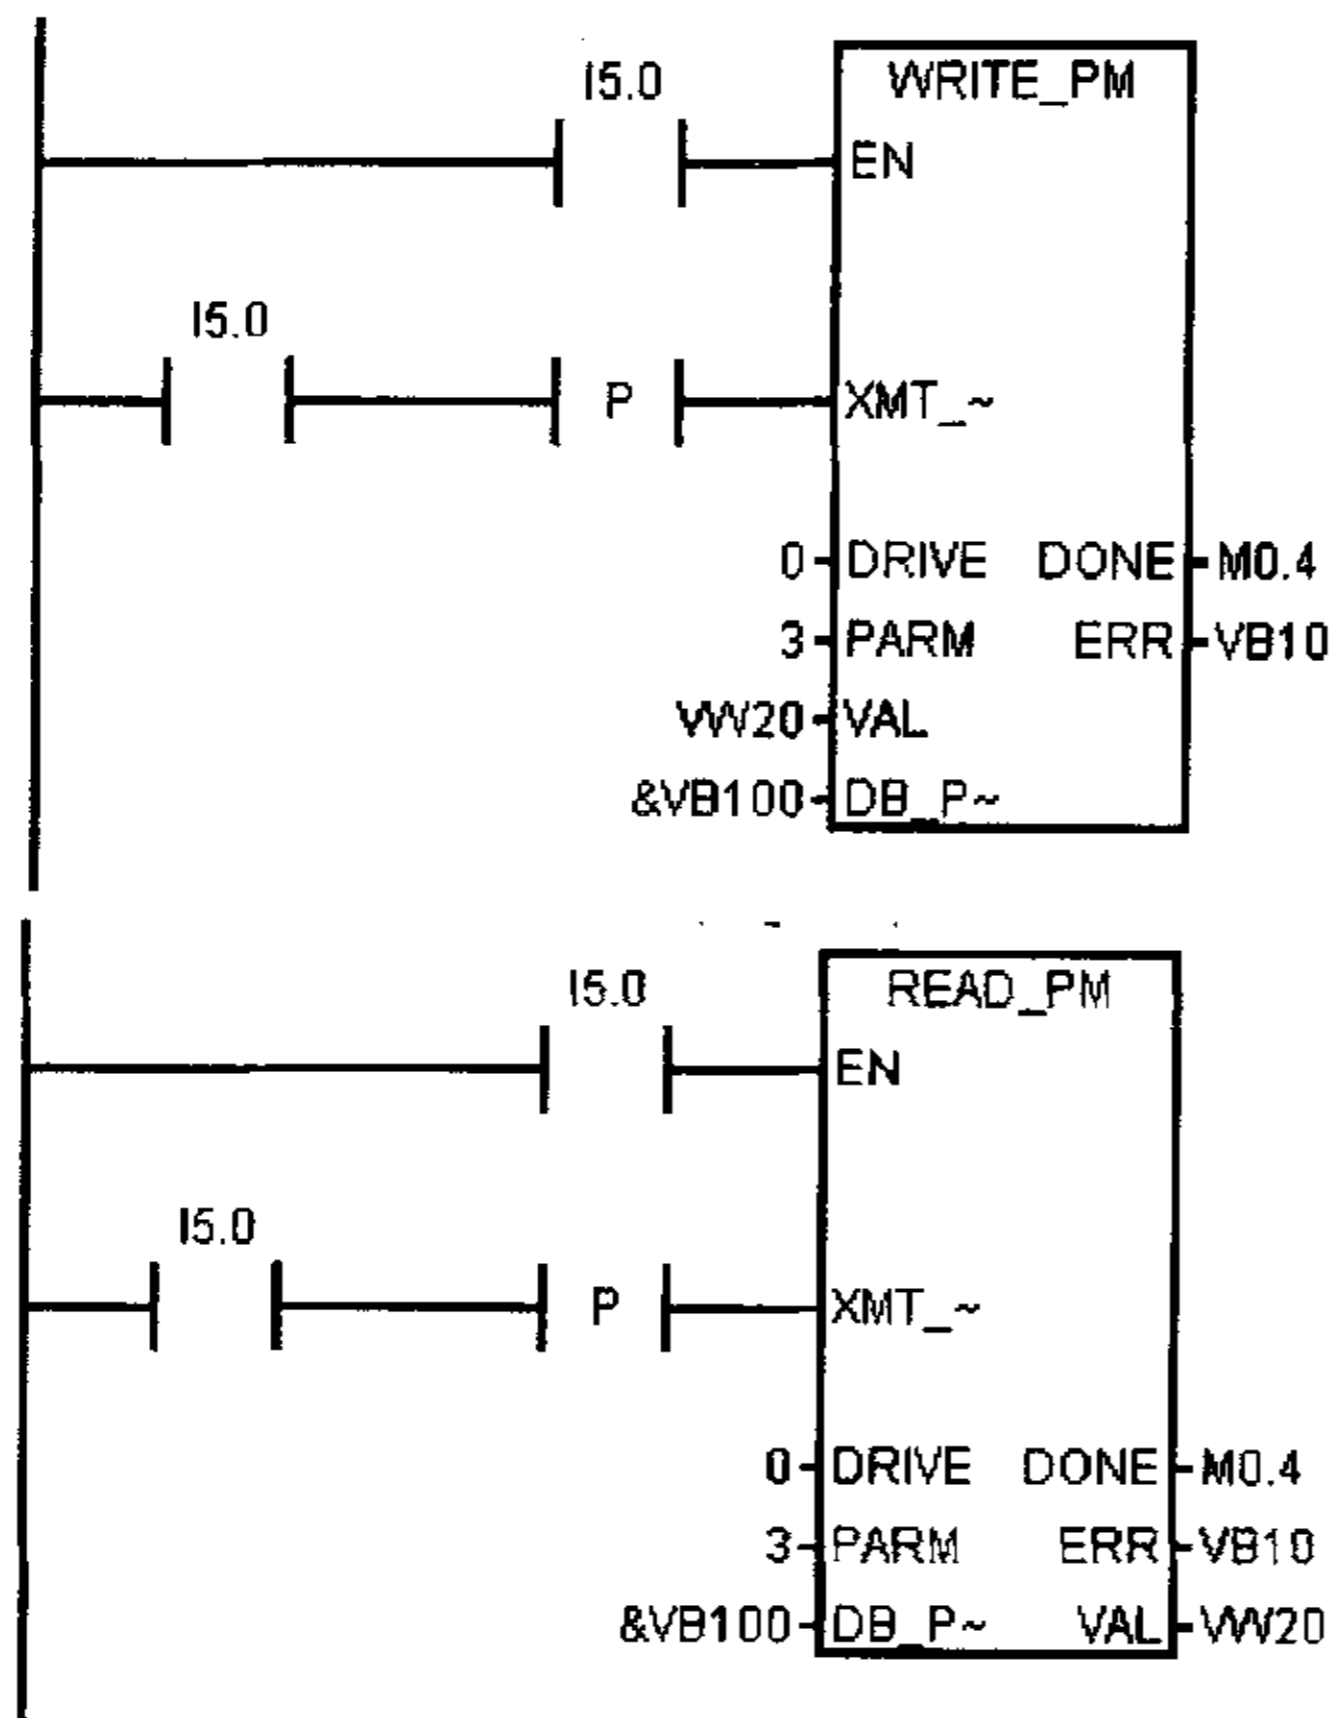 I5.0 WRITE_PM
EN
I5.0
P XMT_~
0 DRIVE DONE M0.4
3 PARM ERR VB10
VW20 VAL
&VB100 DB_P~
I5.0 READ_PM
EN
I5.0
P XMT_~
0 DRIVE DONE M0.4
3 PARM ERR VB10
&VB100 DB_P~ VAL VW20